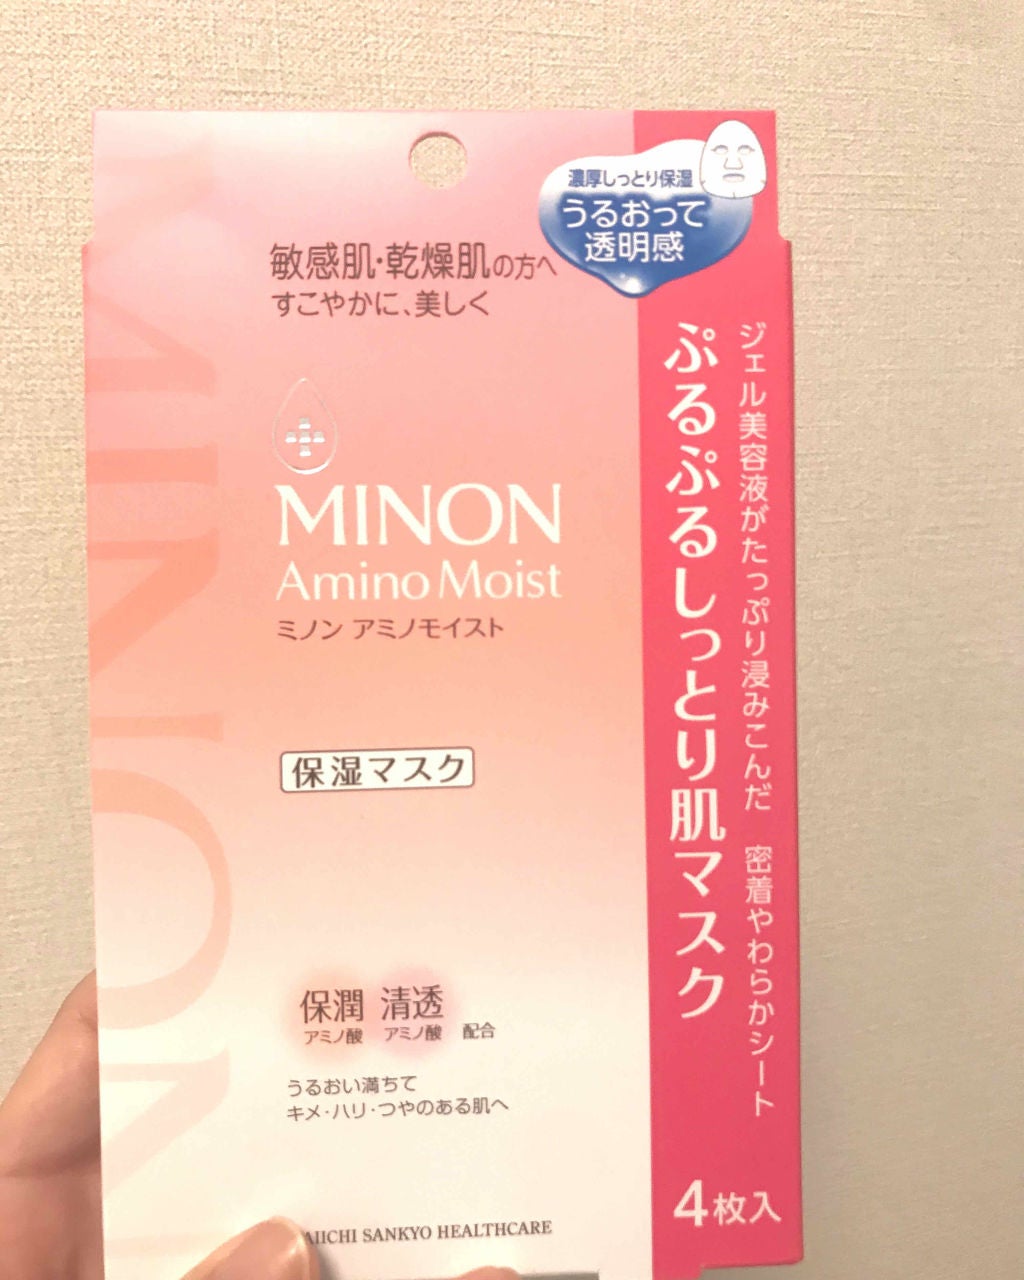 濃厚しっとり保湿
うるおって
透明感
敏感肌・乾燥肌の方へ
すこやかに、美しく
MINON
Amino Moist
ミノン アミノモイスト
保湿マスク
保潤 清透
アミノ酸 アミノ酸 配合
うるおい満ちて
キメ・ハリ・つやのある肌へ
AIICHI SANKYO HEALTHCARE
ジェル美容液がたっぷり浸みこんだ 密着やわらかシート
ぷるぷるしっとり肌マスク
4枚入
MINON